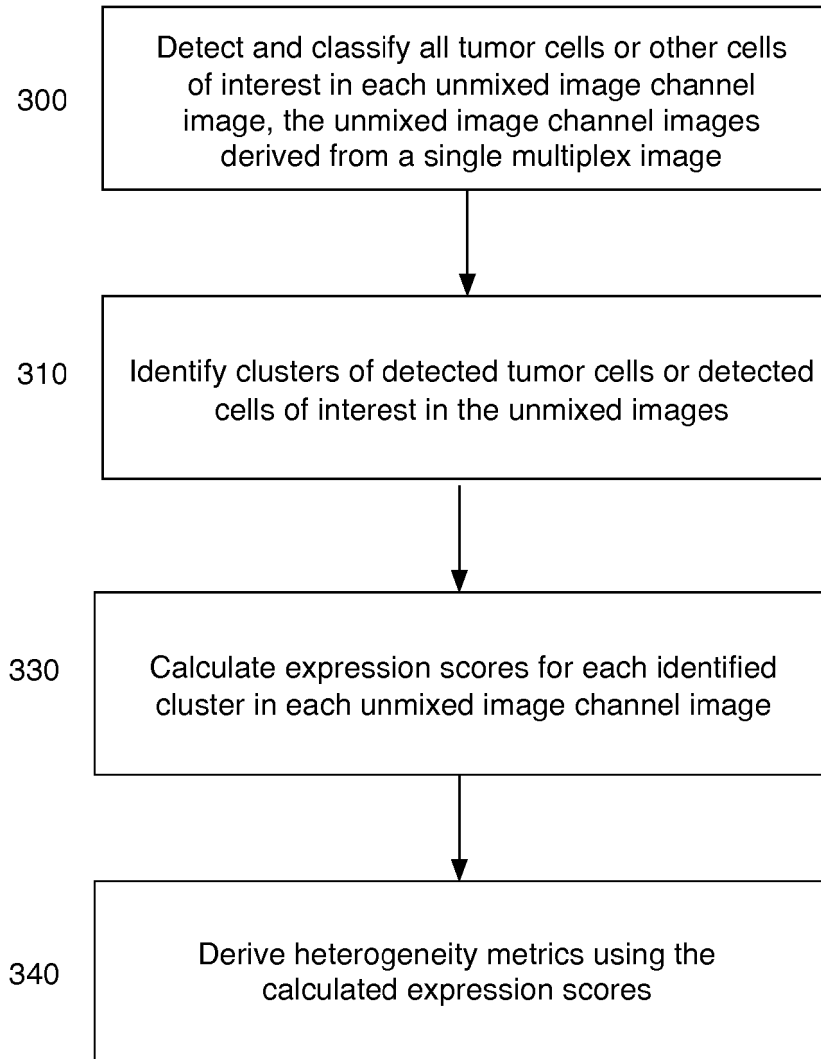 300
Detect and classify all tumor cells or other cells
of interest in each unmixed image channel
image, the unmixed image channel images
derived from a single multiplex image
310
Identify clusters of detected tumor cells or detected
cells of interest in the unmixed images
330
Calculate expression scores for each identified
cluster in each unmixed image channel image
340
Derive heterogeneity metrics using the
calculated expression scores